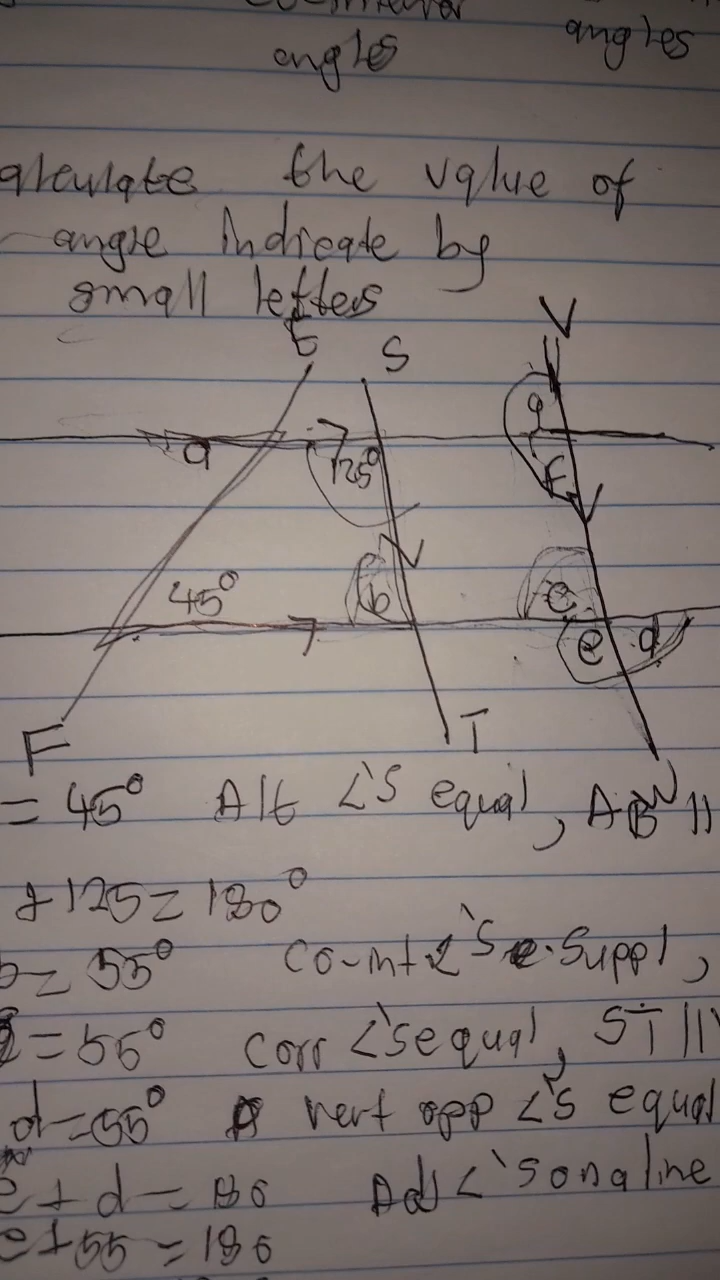 angles
angles
alculate the value of
angle Indicate by
small letters
E S V
a 125° g
f
45° b c
e d
F T W
= 45° Alt <'s equal, AB ||
+125 = 180°
b = 55° Co-int <'s suppl,
= 55° Corr <'s equal, ST ||
d = 55° vert opp <'s equal
e + d = 180 Adj <'s on a line
e + 55 = 180